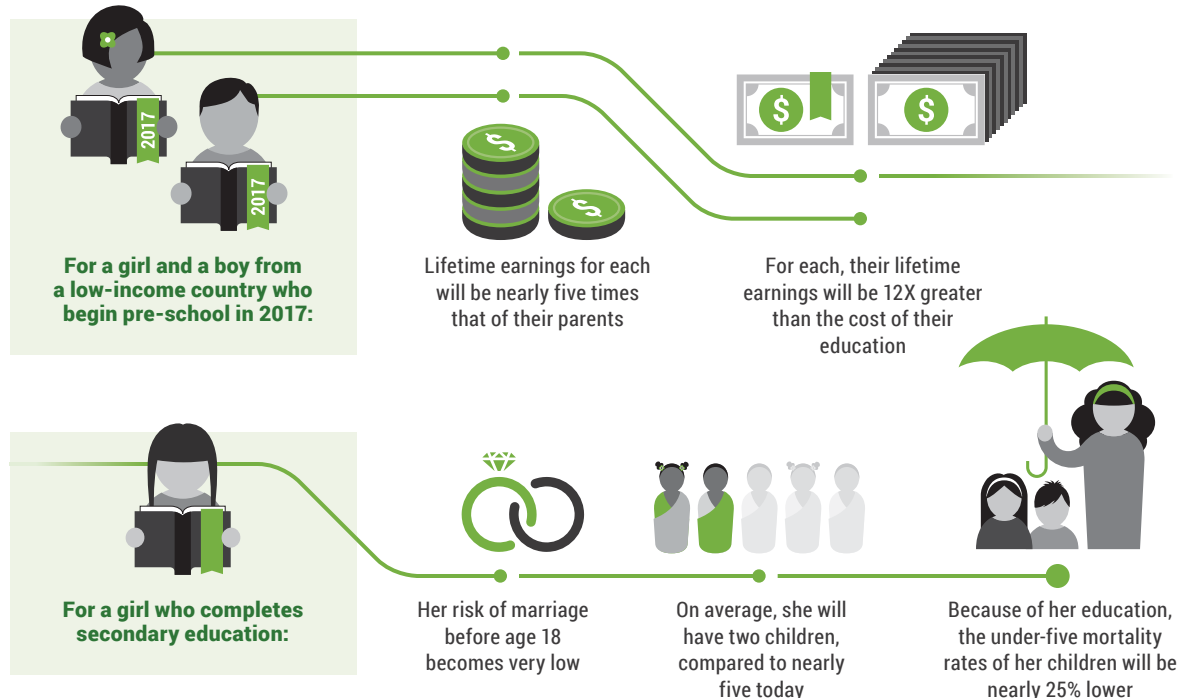 2017
2017
$
$
$
$
For a girl and a boy from
a low-income country who
begin pre-school in 2017:
Lifetime earnings for each
will be nearly five times
that of their parents
For each, their lifetime
earnings will be 12X greater
than the cost of their
education
For a girl who completes
secondary education:
Her risk of marriage
before age 18
becomes very low
On average, she will
have two children,
compared to nearly
five today
Because of her education,
the under-five mortality
rates of her children will be
nearly 25% lower